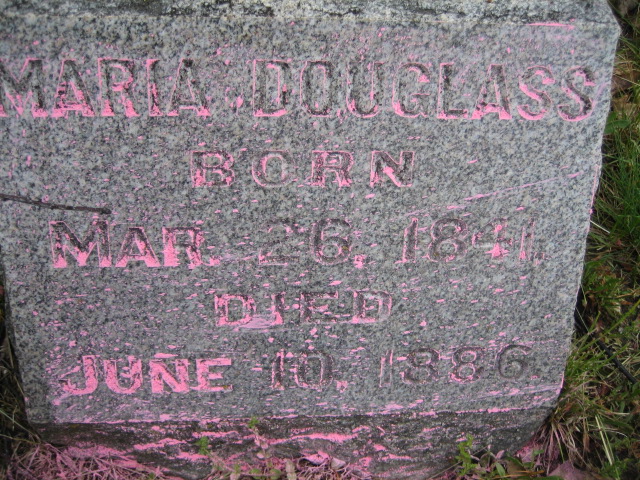 MARIA DOUGLASS
BORN
MAR. 26. 1841.
DIED
JUNE 10. 1886.